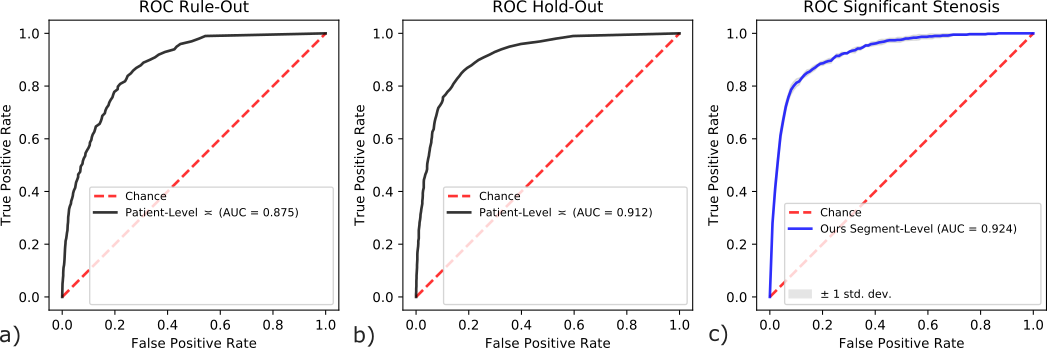 ROC Rule-Out
True Positive Rate
1.0
0.8
0.6
0.4
0.2
0.0
Chance
Patient-Level ≍ (AUC = 0.875)
0.0 0.2 0.4 0.6 0.8 1.0
False Positive Rate
a)
ROC Hold-Out
True Positive Rate
1.0
0.8
0.6
0.4
0.2
0.0
Chance
Patient-Level ≍ (AUC = 0.912)
0.0 0.2 0.4 0.6 0.8 1.0
False Positive Rate
b)
ROC Significant Stenosis
True Positive Rate
1.0
0.8
0.6
0.4
0.2
0.0
Chance
Ours Segment-Level (AUC = 0.924)
± 1 std. dev.
0.0 0.2 0.4 0.6 0.8 1.0
False Positive Rate
c)